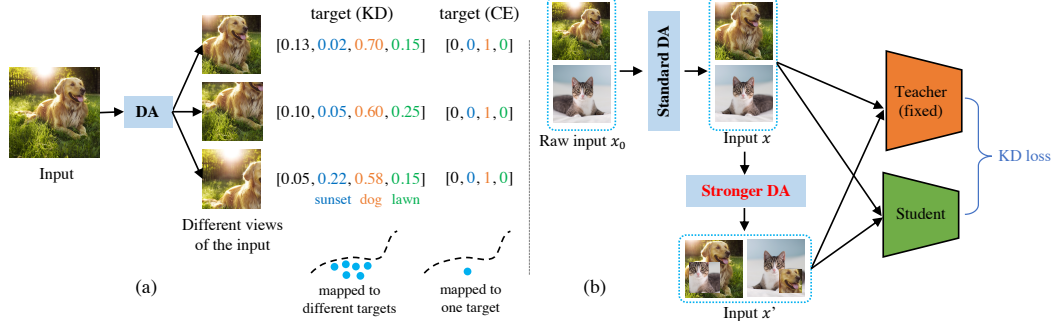 target (KD) target (CE)
[0.13, 0.02, 0.70, 0.15] [0, 0, 1, 0]
DA
[0.10, 0.05, 0.60, 0.25] [0, 0, 1, 0]
Input
[0.05, 0.22, 0.58, 0.15] [0, 0, 1, 0]
sunset dog lawn
Different views
of the input
(a)
mapped to
different targets
mapped to
one target
Standard DA
Raw input x₀
Input x
Stronger DA
Input x’
(b)
Teacher
(fixed)
KD loss
Student